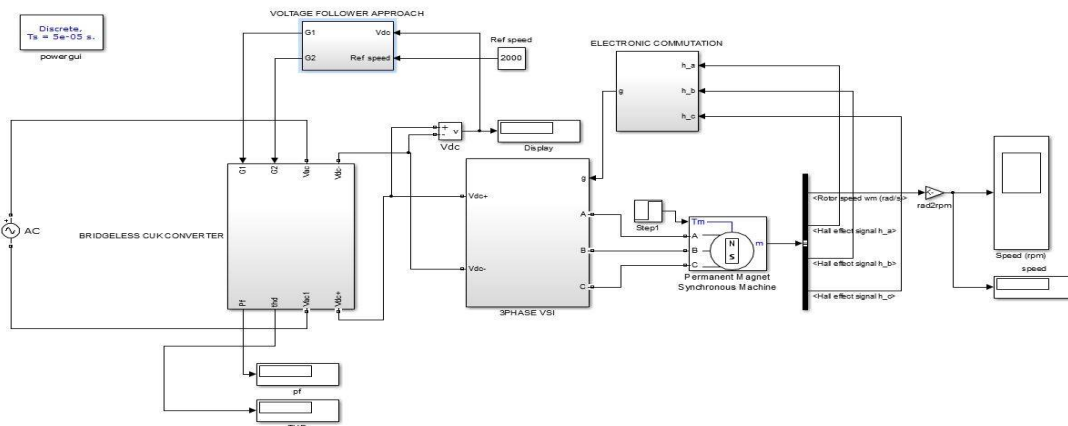 VOLTAGE FOLLOWER APPROACH
Discrete,
Ts = 5e-05 s.
powergui
G1
Vdc
G2
Ref speed
Ref speed
2000
ELECTRONIC COMMUTATION
h_a
g
h_b
h_c
+
-
v
Vdc
Display
G1
G2
Vac
Vdc-
BRIDGELESS CUK CONVERTER
Pf
thd
Vac1
Vdc+
+
AC
g
Vdc+
A
B
Vdc-
C
3PHASE VSI
Step1
Tm
A
B
C
N
S
m
Permanent Magnet
Synchronous Machine
<Rotor speed wm (rad/s)>
<Hall effect signal h_a>
<Hall effect signal h_b>
<Hall effect signal h_c>
rad2rpm
Speed (rpm)
speed
pf